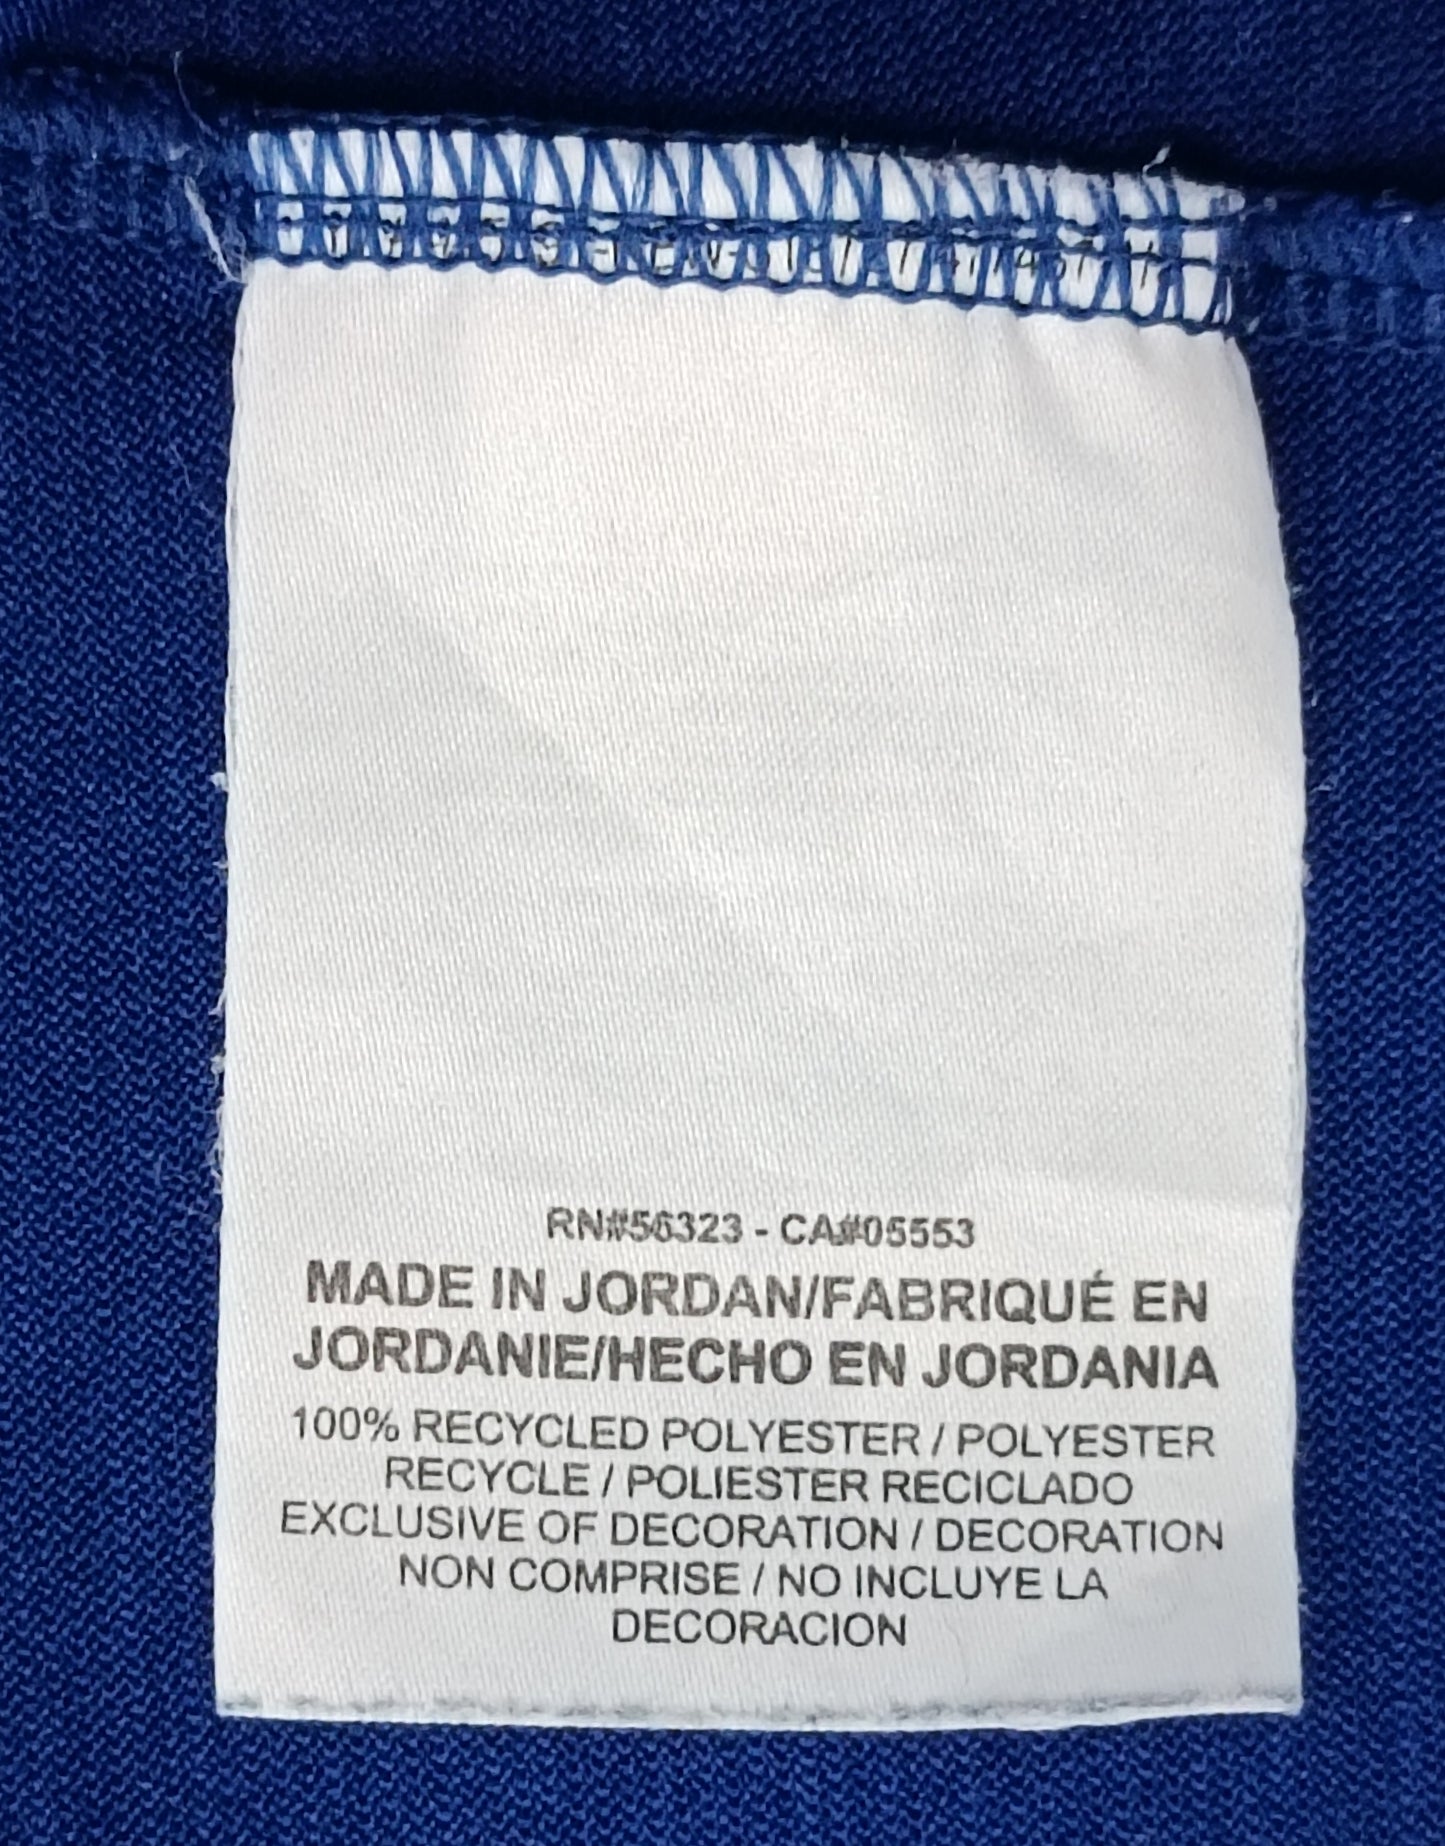 RN#56323 - CA#05553
MADE IN JORDAN/FABRIQUÉ EN
JORDANIE/HECHO EN JORDANIA
100% RECYCLED POLYESTER / POLYESTER
RECYCLE / POLIESTER RECICLADO
EXCLUSIVE OF DECORATION / DECORATION
NON COMPRISE / NO INCLUYE LA
DECORACION